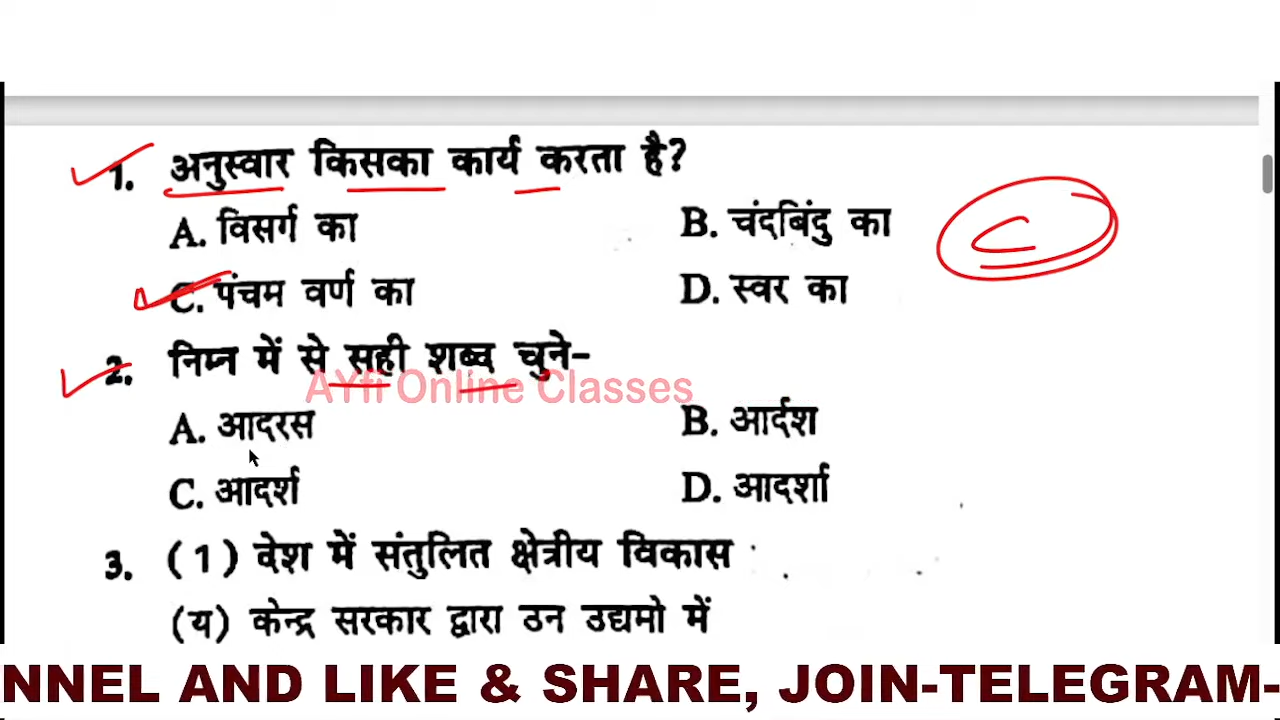 1. अनुस्वार किसका कार्य करता है?
A. विसर्ग का B. चंदबिंदु का
C. पंचम वर्ण का D. स्वर का
C
2. निम्न में से सही शब्द चुने-
AYfi Online Classes
A. आदरस B. आर्दश
C. आदर्श D. आदर्शा
3. (1) देश में संतुलित क्षेत्रीय विकास
(य) केन्द्र सरकार द्वारा उन उद्यमो में
NNEL AND LIKE & SHARE, JOIN-TELEGRAM-